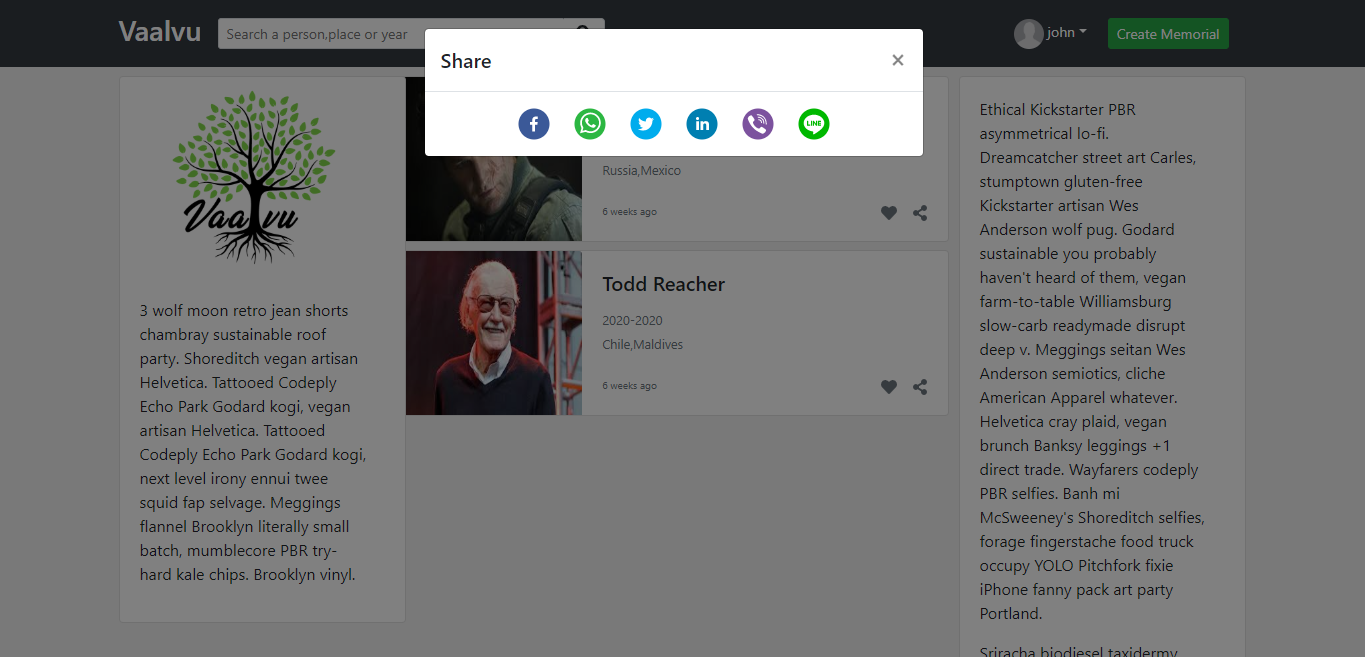 Vaalvu
Search a person,place or year
john
Create Memorial
Share
×
LINE
Vaalvu
3 wolf moon retro jean shorts
chambray sustainable roof
party. Shoreditch vegan artisan
Helvetica. Tattooed Codeply
Echo Park Godard kogi, vegan
artisan Helvetica. Tattooed
Codeply Echo Park Godard kogi,
next level irony ennui twee
squid fap selvage. Meggings
flannel Brooklyn literally small
batch, mumblecore PBR try-
hard kale chips. Brooklyn vinyl.
Russia,Mexico
6 weeks ago
Todd Reacher
2020-2020
Chile,Maldives
6 weeks ago
Ethical Kickstarter PBR
asymmetrical lo-fi.
Dreamcatcher street art Carles,
stumptown gluten-free
Kickstarter artisan Wes
Anderson wolf pug. Godard
sustainable you probably
haven't heard of them, vegan
farm-to-table Williamsburg
slow-carb readymade disrupt
deep v. Meggings seitan Wes
Anderson semiotics, cliche
American Apparel whatever.
Helvetica cray plaid, vegan
brunch Banksy leggings +1
direct trade. Wayfarers codeply
PBR selfies. Banh mi
McSweeney's Shoreditch selfies,
forage fingerstache food truck
occupy YOLO Pitchfork fixie
iPhone fanny pack art party
Portland.
Sriracha biodiesel taxidermy